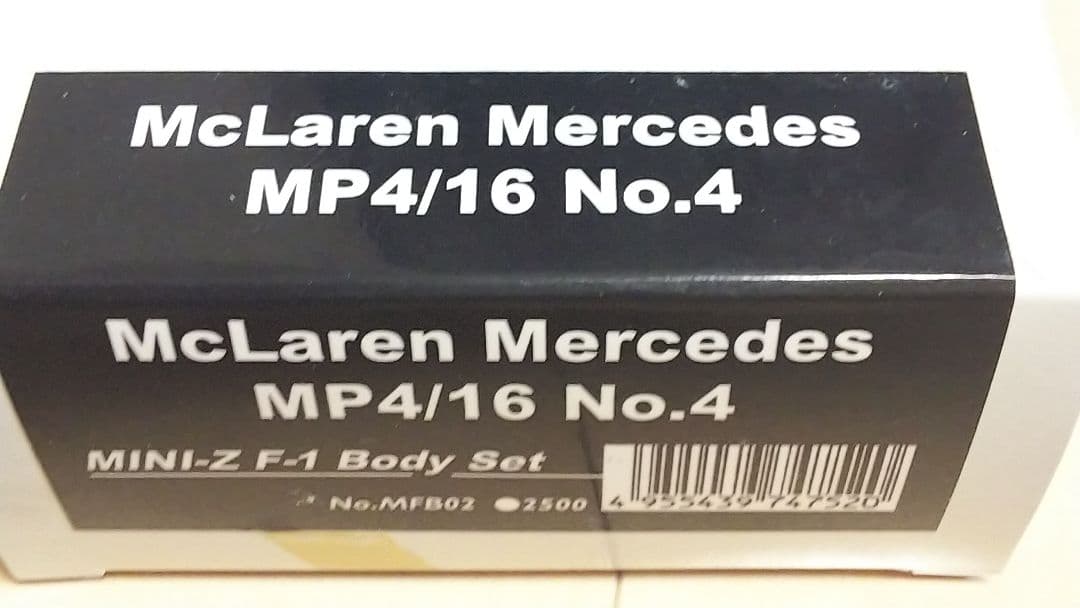 McLaren Mercedes
MP4/16 No.4
McLaren Mercedes
MP4/16 No.4
MINI-Z F-1 Body Set
No.MFB02 ●2500